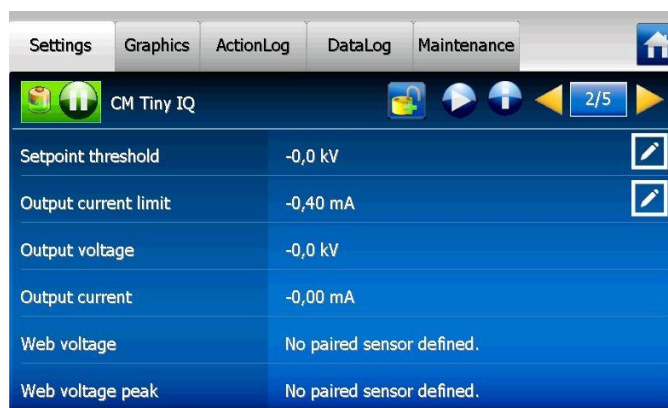 Settings Graphics ActionLog DataLog Maintenance
CM Tiny IQ 2/5
Setpoint threshold -0,0 kV
Output current limit -0,40 mA
Output voltage -0,0 kV
Output current -0,00 mA
Web voltage No paired sensor defined.
Web voltage peak No paired sensor defined.